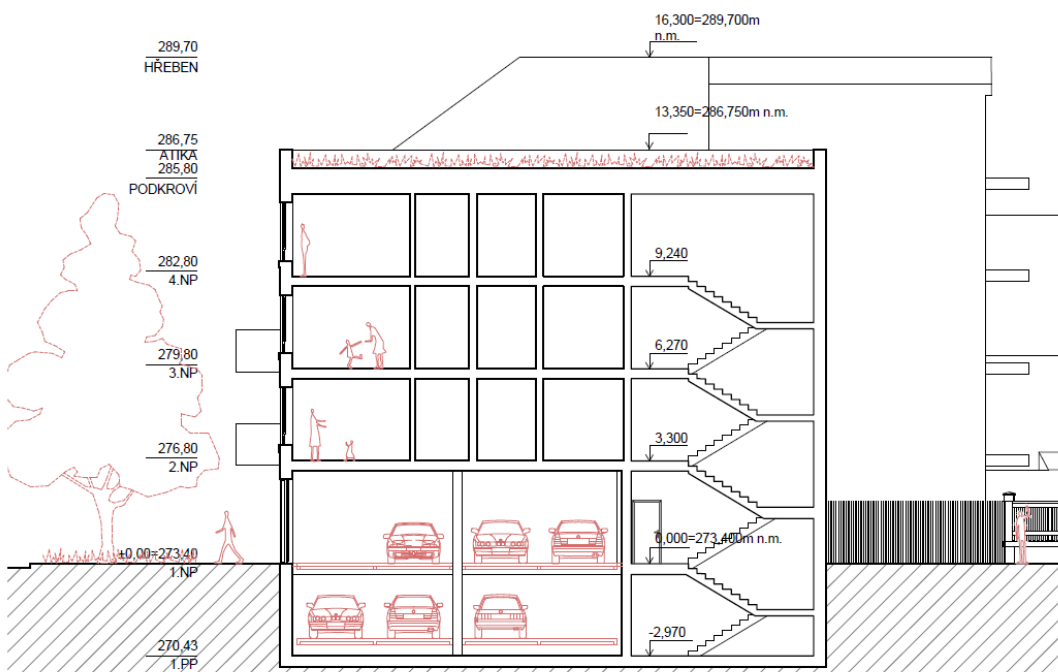 16,300=289,700m
n.m.
289,70
HŘEBEN
13,350=286,750m n.m.
286,75
ATIKA
285,80
PODKROVÍ
9,240
282,80
4.NP
6,270
279,80
3.NP
3,300
276,80
2.NP
±0,00=273,40
0,000=273,400m n.m.
1.NP
-2,970
270,43
1.PP